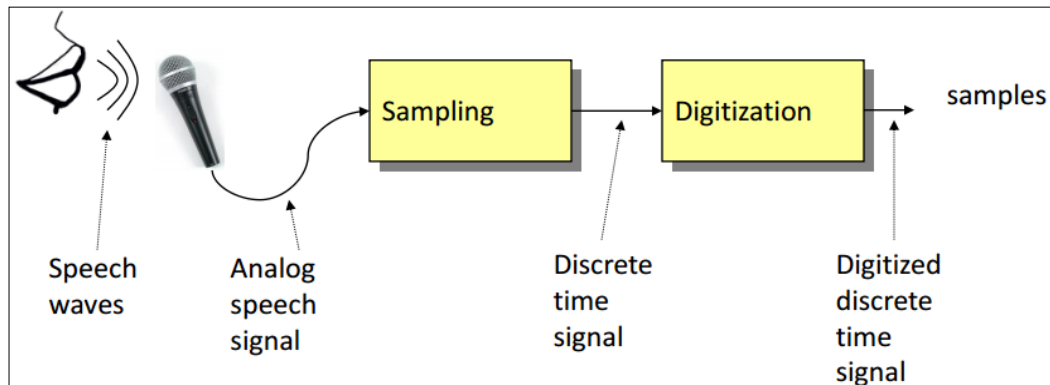 Sampling
Digitization
samples
Speech
waves
Analog
speech
signal
Discrete
time
signal
Digitized
discrete
time
signal